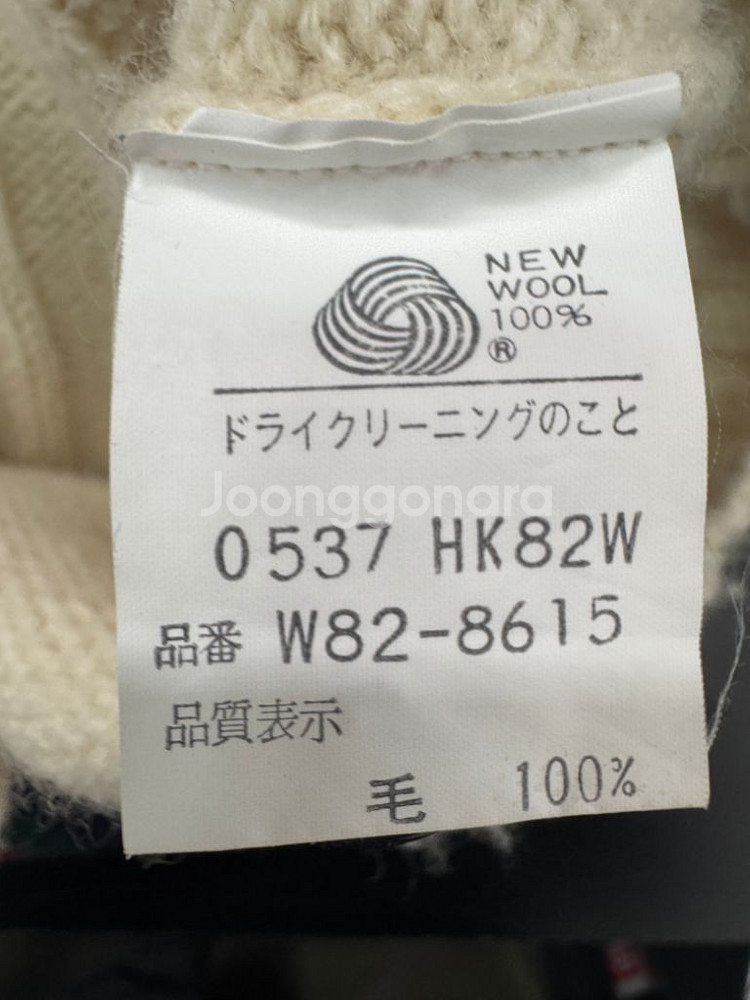 NEW
WOOL
100%
®
ドライクリーニングのこと
Joonggonara
0537 HK82W
品番 W82-8615
品質表示
毛 100%